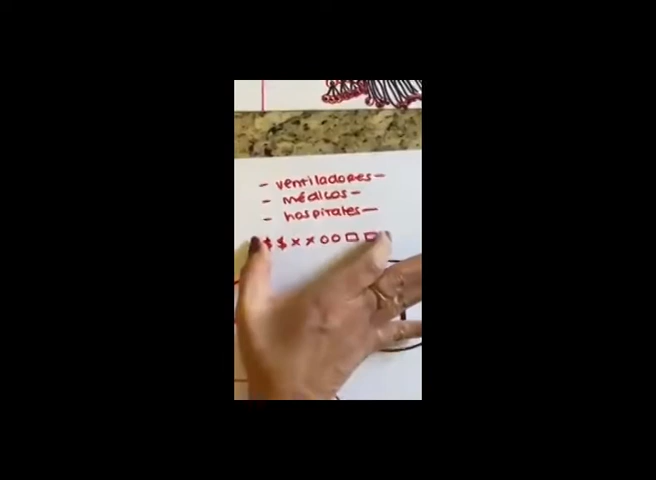 - ventiladores -
- médicos -
- hospitales -
$ $ x x o o □ □